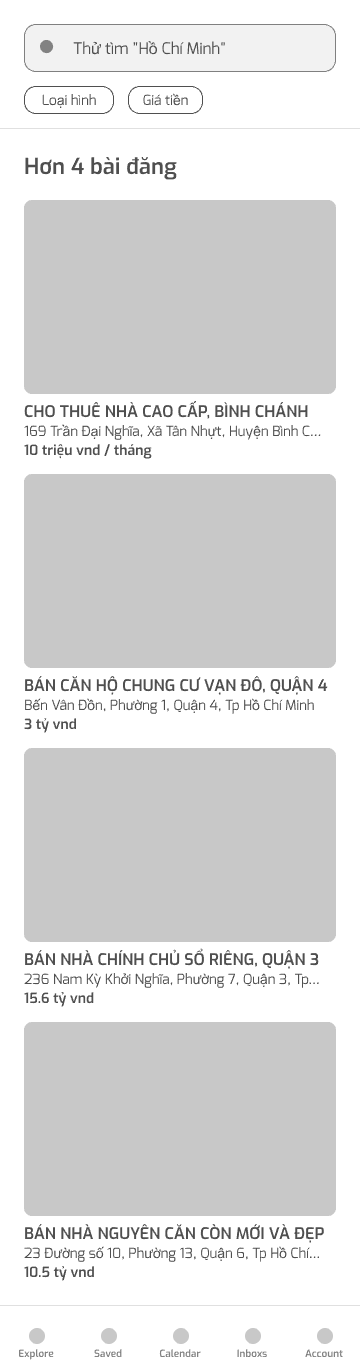 Thử tìm "Hồ Chí Minh"
Loại hình
Giá tiền
Hơn 4 bài đăng
CHO THUÊ NHÀ CAO CẤP, BÌNH CHÁNH
169 Trần Đại Nghĩa, Xã Tân Nhựt, Huyện Bình C...
10 triệu vnd / tháng
BÁN CĂN HỘ CHUNG CƯ VẠN ĐÔ, QUẬN 4
Bến Vân Đồn, Phường 1, Quận 4, Tp Hồ Chí Minh
3 tỷ vnd
BÁN NHÀ CHÍNH CHỦ SỔ RIÊNG, QUẬN 3
236 Nam Kỳ Khởi Nghĩa, Phường 7, Quận 3, Tp...
15.6 tỷ vnd
BÁN NHÀ NGUYÊN CĂN CÒN MỚI VÀ ĐẸP
23 Đường số 10, Phường 13, Quận 6, Tp Hồ Chí...
10.5 tỷ vnd
Explore Saved Calendar Inboxs Account